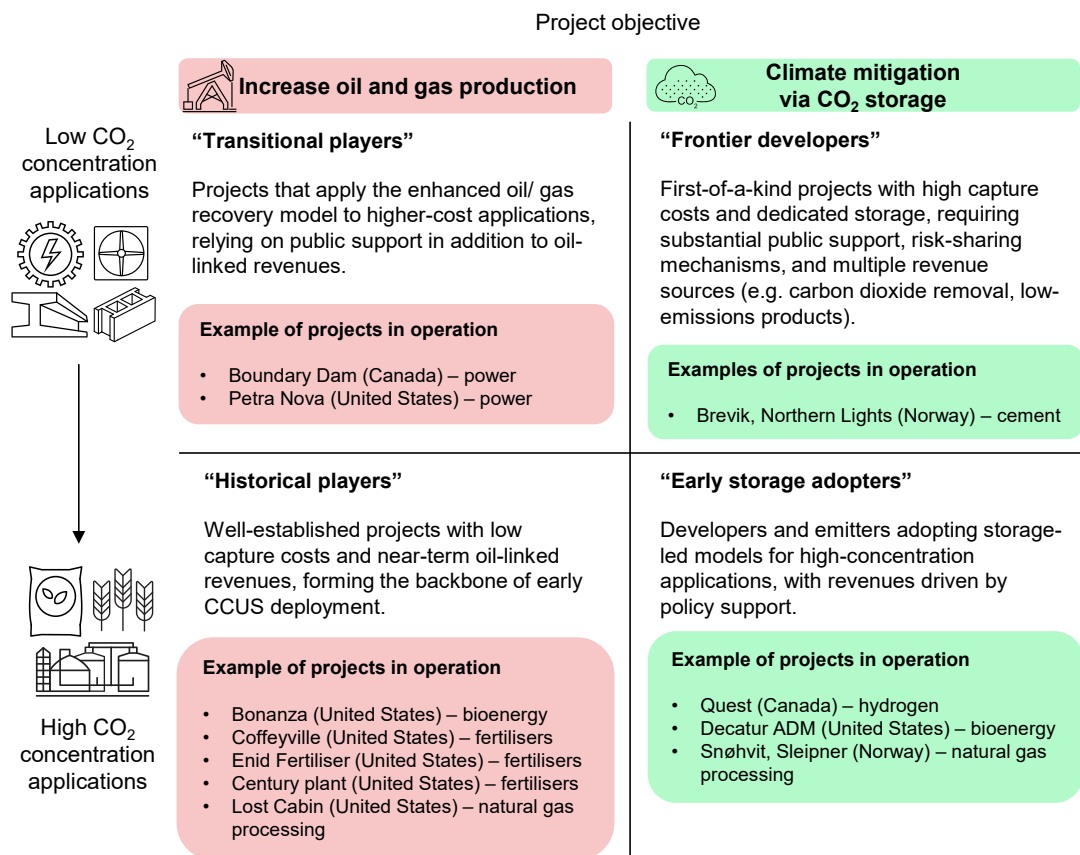 Project objective
Increase oil and gas production
Climate mitigation
via CO₂ storage
CO₂
Low CO₂
concentration
applications
“Transitional players”
Projects that apply the enhanced oil/ gas
recovery model to higher-cost applications,
relying on public support in addition to oil-
linked revenues.
Example of projects in operation
• Boundary Dam (Canada) – power
• Petra Nova (United States) – power
“Frontier developers”
First-of-a-kind projects with high capture
costs and dedicated storage, requiring
substantial public support, risk-sharing
mechanisms, and multiple revenue
sources (e.g. carbon dioxide removal, low-
emissions products).
Examples of projects in operation
• Brevik, Northern Lights (Norway) – cement
High CO₂
concentration
applications
“Historical players”
Well-established projects with low
capture costs and near-term oil-linked
revenues, forming the backbone of early
CCUS deployment.
Example of projects in operation
• Bonanza (United States) – bioenergy
• Coffeyville (United States) – fertilisers
• Enid Fertiliser (United States) – fertilisers
• Century plant (United States) – fertilisers
• Lost Cabin (United States) – natural gas
processing
“Early storage adopters”
Developers and emitters adopting storage-
led models for high-concentration
applications, with revenues driven by
policy support.
Example of projects in operation
• Quest (Canada) – hydrogen
• Decatur ADM (United States) – bioenergy
• Snøhvit, Sleipner (Norway) – natural gas
processing